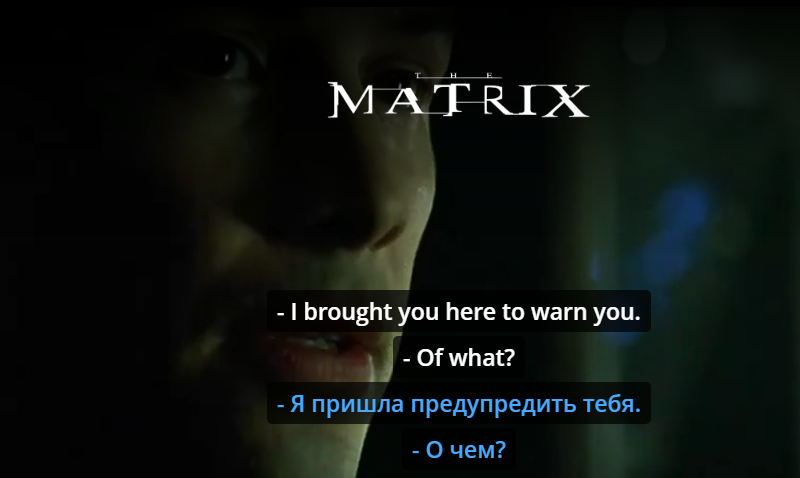 THE
MATRIX
- I brought you here to warn you.
- Of what?
- Я пришла предупредить тебя.
- О чем?